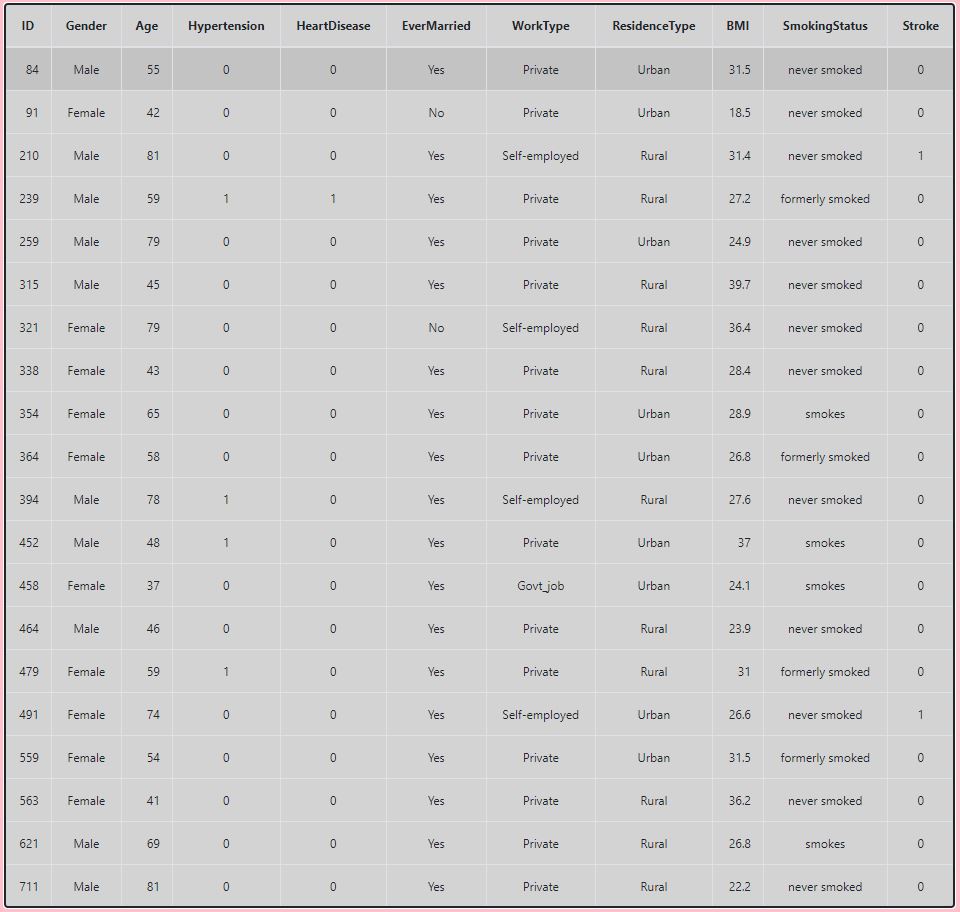 ID Gender Age Hypertension HeartDisease EverMarried WorkType ResidenceType BMI SmokingStatus Stroke
84 Male 55 0 0 Yes Private Urban 31.5 never smoked 0
91 Female 42 0 0 No Private Urban 18.5 never smoked 0
210 Male 81 0 0 Yes Self-employed Rural 31.4 never smoked 1
239 Male 59 1 1 Yes Private Rural 27.2 formerly smoked 0
259 Male 79 0 0 Yes Private Urban 24.9 never smoked 0
315 Male 45 0 0 Yes Private Rural 39.7 never smoked 0
321 Female 79 0 0 No Self-employed Rural 36.4 never smoked 0
338 Female 43 0 0 Yes Private Rural 28.4 never smoked 0
354 Female 65 0 0 Yes Private Urban 28.9 smokes 0
364 Female 58 0 0 Yes Private Urban 26.8 formerly smoked 0
394 Male 78 1 0 Yes Self-employed Rural 27.6 never smoked 0
452 Male 48 1 0 Yes Private Urban 37 smokes 0
458 Female 37 0 0 Yes Govt_job Urban 24.1 smokes 0
464 Male 46 0 0 Yes Private Rural 23.9 never smoked 0
479 Female 59 1 0 Yes Private Rural 31 formerly smoked 0
491 Female 74 0 0 Yes Self-employed Urban 26.6 never smoked 1
559 Female 54 0 0 Yes Private Urban 31.5 formerly smoked 0
563 Female 41 0 0 Yes Private Rural 36.2 never smoked 0
621 Male 69 0 0 Yes Private Rural 26.8 smokes 0
711 Male 81 0 0 Yes Private Rural 22.2 never smoked 0